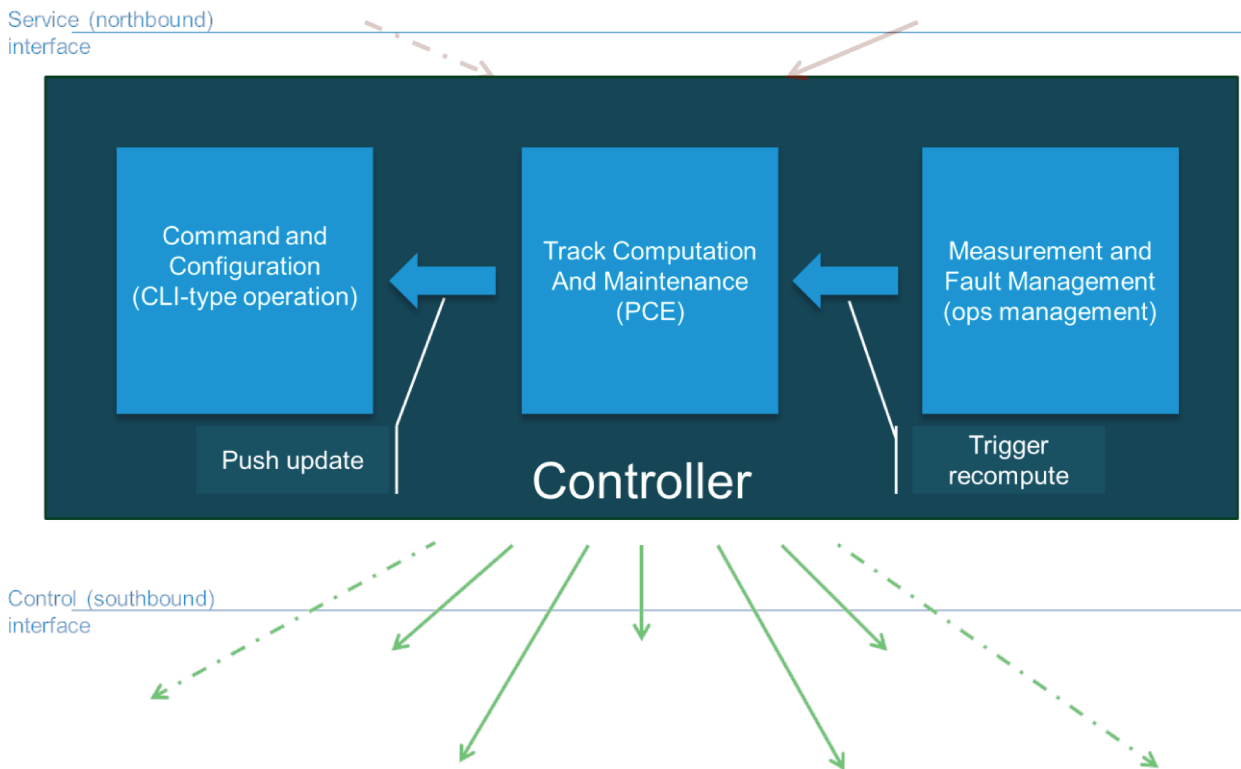 Service (northbound)
interface
Command and
Configuration
(CLI-type operation)
Track Computation
And Maintenance
(PCE)
Measurement and
Fault Management
(ops management)
Push update
Controller
Trigger
recompute
Control (southbound)
interface